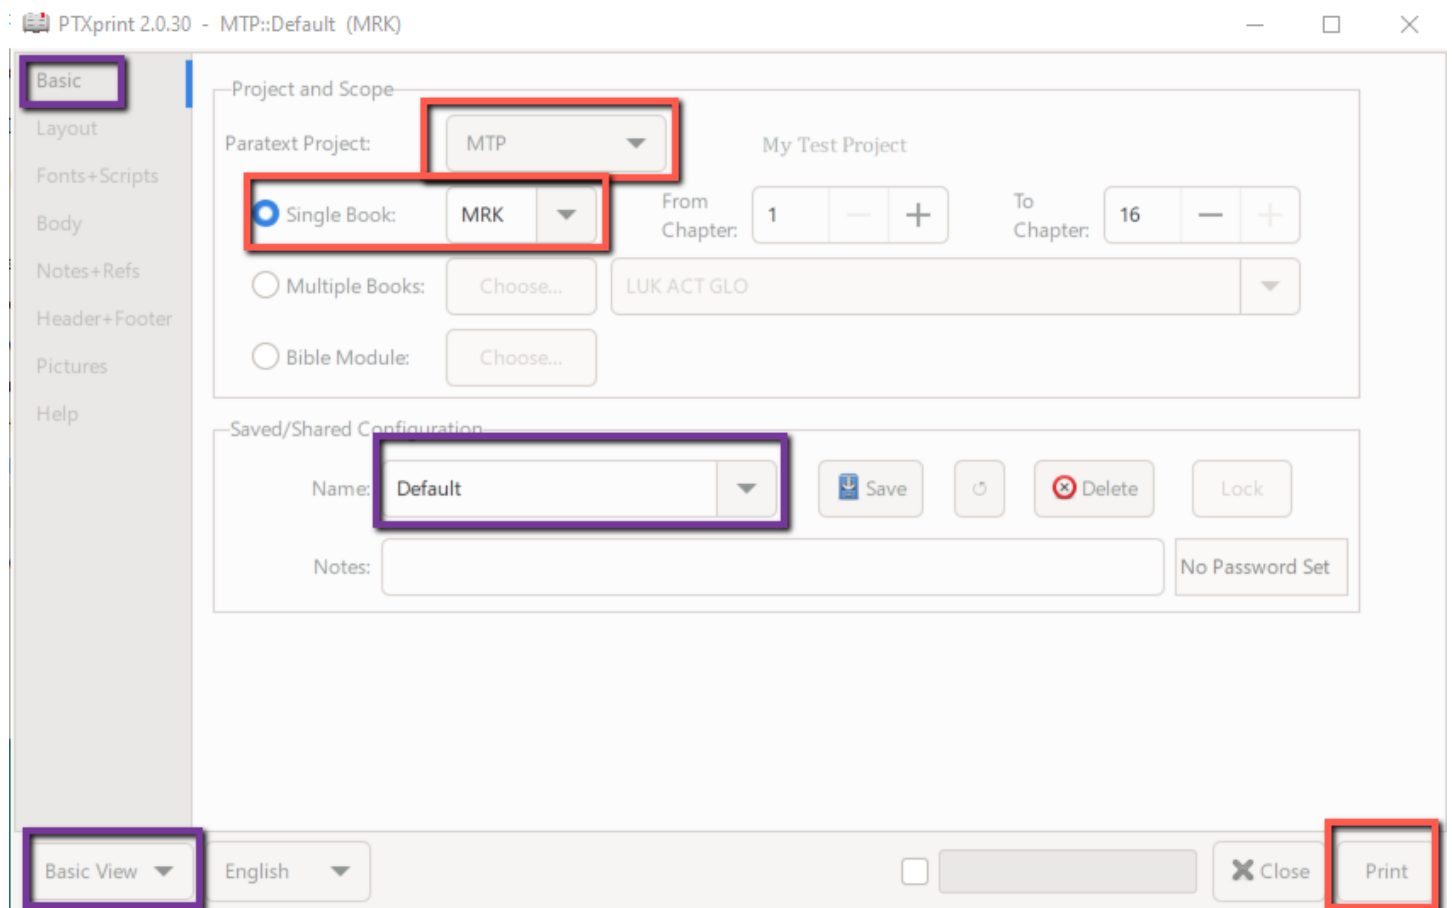 PTXprint 2.0.30 - MTP::Default (MRK)
Basic
Layout
Fonts+Scripts
Body
Notes+Refs
Header+Footer
Pictures
Help
Project and Scope
Paratext Project: MTP My Test Project
Single Book: MRK From Chapter: 1 To Chapter: 16
Multiple Books: Choose... LUK ACT GLO
Bible Module: Choose...
Saved/Shared Configuration
Name: Default Save Delete Lock
Notes: No Password Set
Basic View English Close Print